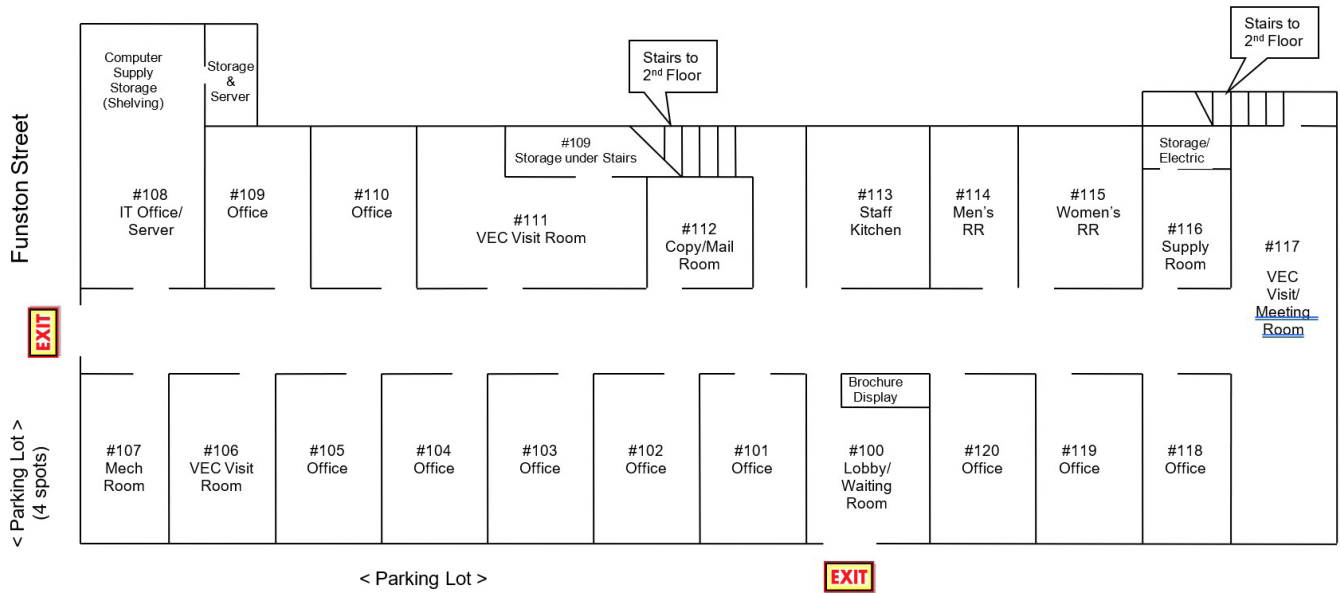 Stairs to
2nd Floor
Stairs to
2nd Floor
Computer
Supply
Storage
(Shelving)
Storage
&
Server
Funston Street
#109
Storage under Stairs
Storage/
Electric
#108
IT Office/
Server
#109
Office
#110
Office
#111
VEC Visit Room
#112
Copy/Mail
Room
#113
Staff
Kitchen
#114
Men's
RR
#115
Women's
RR
#116
Supply
Room
#117
VEC
Visit/
Meeting
Room
EXIT
Brochure
Display
< Parking Lot >
(4 spots)
#107
Mech
Room
#106
VEC Visit
Room
#105
Office
#104
Office
#103
Office
#102
Office
#101
Office
#100
Lobby/
Waiting
Room
#120
Office
#119
Office
#118
Office
< Parking Lot >
EXIT